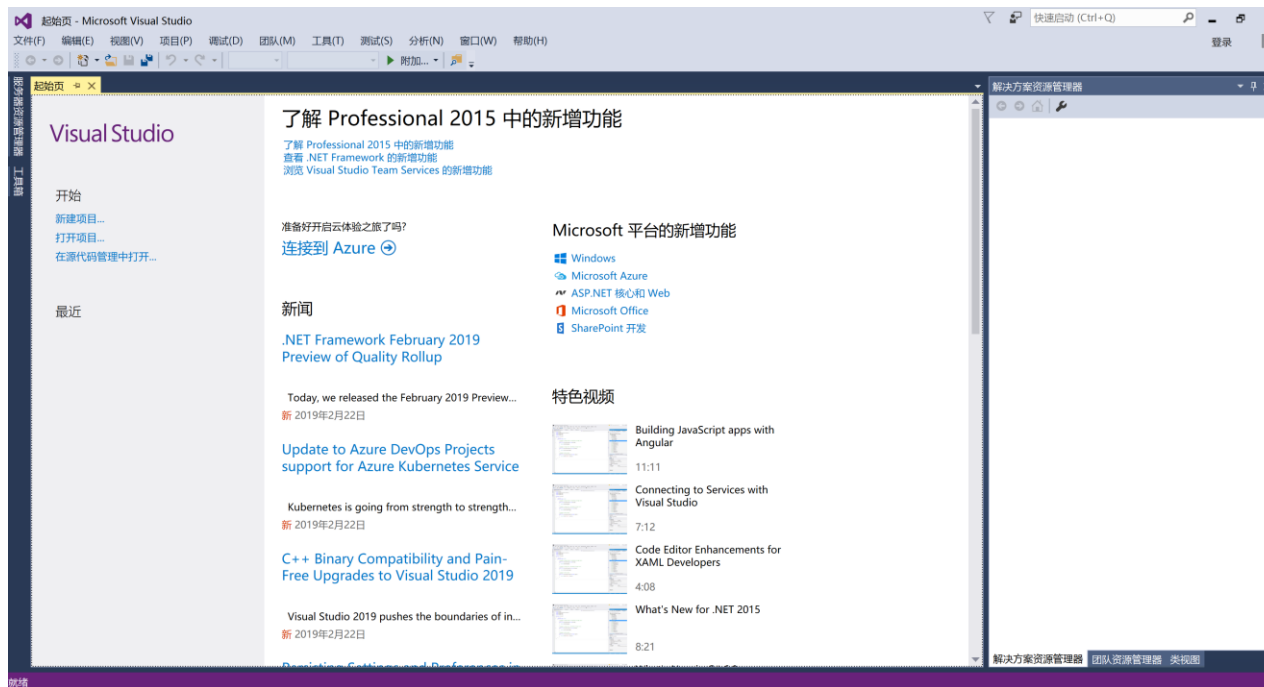 起始页 - Microsoft Visual Studio
快速启动 (Ctrl+Q)
文件(F) 编辑(E) 视图(V) 项目(P) 调试(D) 团队(M) 工具(T) 测试(S) 分析(N) 窗口(W) 帮助(H)
登录
附加...
服务器资源管理器
工具箱
起始页
Visual Studio
开始
新建项目...
打开项目...
在源代码管理中打开...
最近
了解 Professional 2015 中的新增功能
了解 Professional 2015 中的新增功能
查看 .NET Framework 的新增功能
浏览 Visual Studio Team Services 的新增功能
准备好开启云体验之旅了吗?
连接到 Azure
新闻
.NET Framework February 2019
Preview of Quality Rollup
Today, we released the February 2019 Preview...
新 2019年2月22日
Update to Azure DevOps Projects
support for Azure Kubernetes Service
Kubernetes is going from strength to strength...
新 2019年2月22日
C++ Binary Compatibility and Pain-
Free Upgrades to Visual Studio 2019
Visual Studio 2019 pushes the boundaries of in...
新 2019年2月22日
Microsoft 平台的新增功能
Windows
Microsoft Azure
ASP.NET 核心和 Web
Microsoft Office
SharePoint 开发
特色视频
Building JavaScript apps with
Angular
11:11
Connecting to Services with
Visual Studio
7:12
Code Editor Enhancements for
XAML Developers
4:08
What's New for .NET 2015
8:21
解决方案资源管理器
解决方案资源管理器 团队资源管理器 类视图
就绪